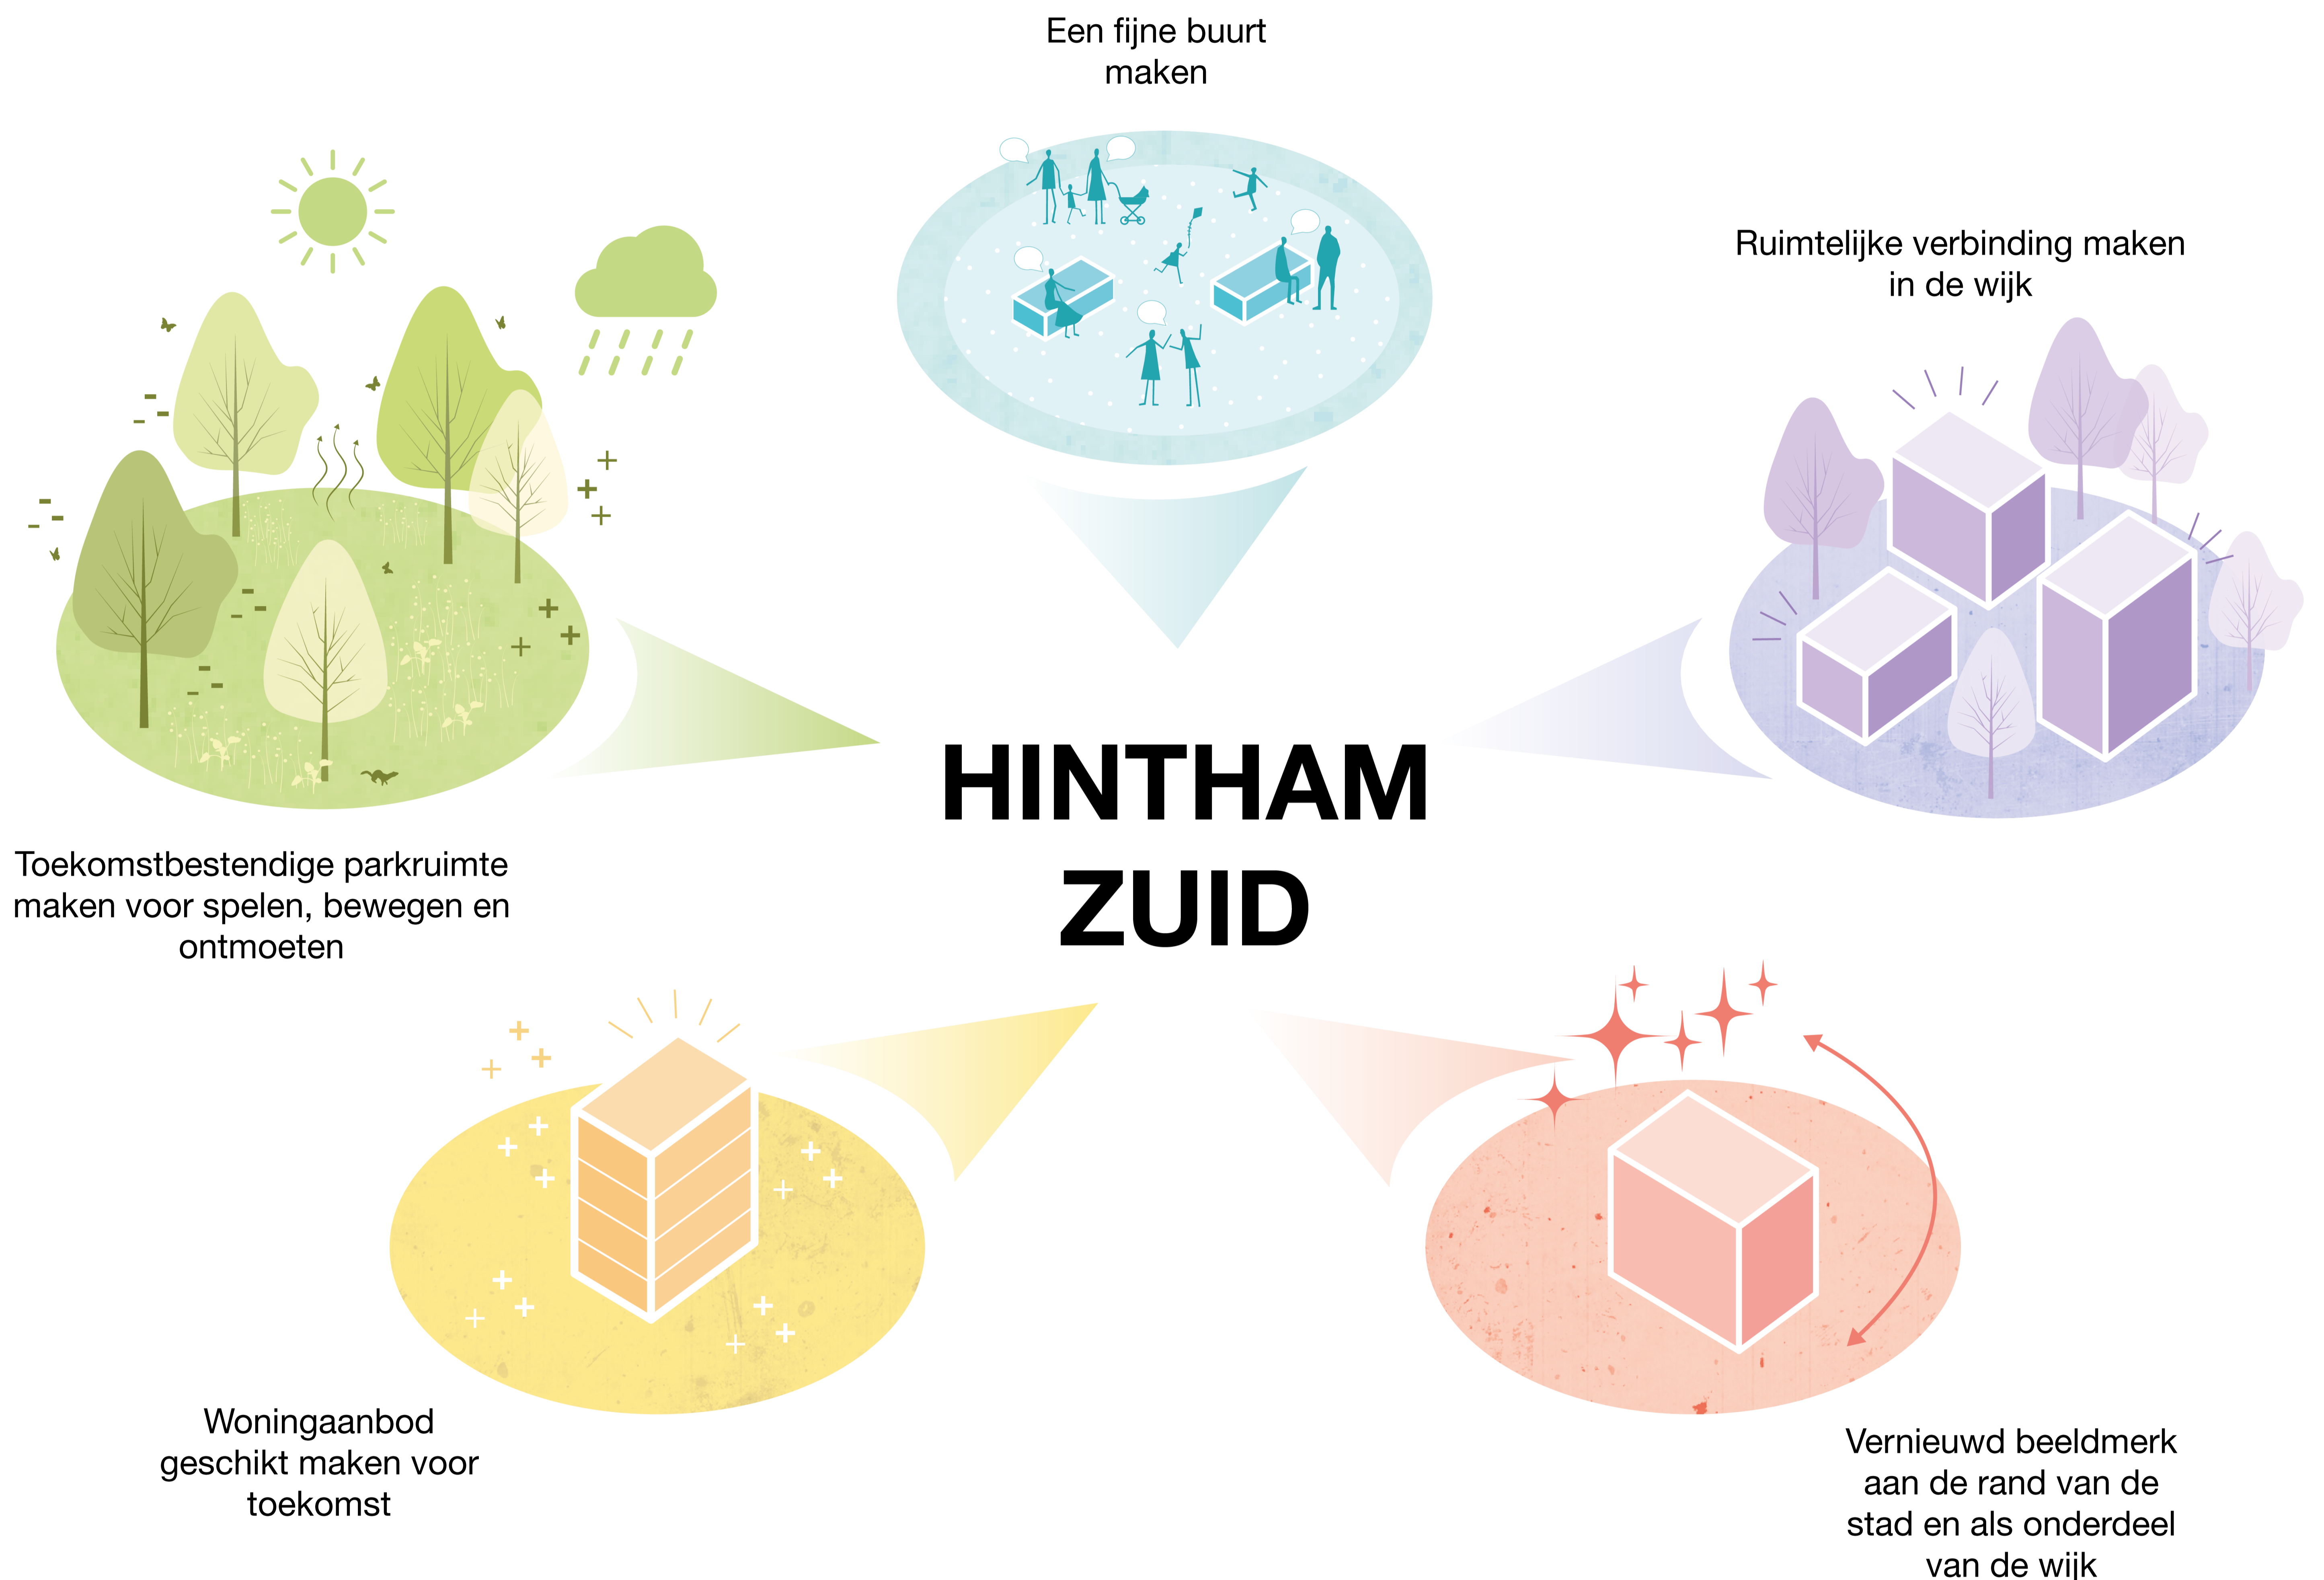 Een fijne buurt
maken
Ruimtelijke verbinding maken
in de wijk
HINTHAM
ZUID
Toekomstbestendige parkruimte
maken voor spelen, bewegen en
ontmoeten
Woningaanbod
geschikt maken voor
toekomst
Vernieuwd beeldmerk
aan de rand van de
stad en als onderdeel
van de wijk